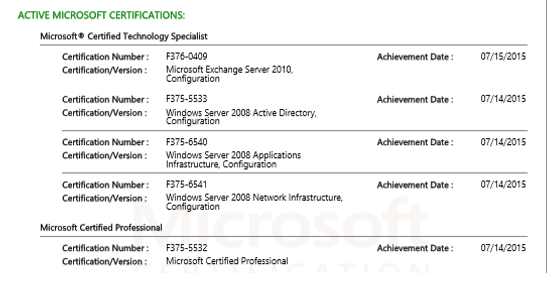 ACTIVE MICROSOFT CERTIFICATIONS:
Microsoft® Certified Technology Specialist
Certification Number : F376-0409 Achievement Date : 07/15/2015
Certification/Version : Microsoft Exchange Server 2010,
Configuration
Certification Number : F375-5533 Achievement Date : 07/14/2015
Certification/Version : Windows Server 2008 Active Directory,
Configuration
Certification Number : F375-6540 Achievement Date : 07/14/2015
Certification/Version : Windows Server 2008 Applications
Infrastructure, Configuration
Certification Number : F375-6541 Achievement Date : 07/14/2015
Certification/Version : Windows Server 2008 Network Infrastructure,
Configuration
Microsoft
Microsoft Certified Professional
Certification Number : F375-5532 Achievement Date : 07/14/2015
Certification/Version : Microsoft Certified Professional
CERTIFICATION